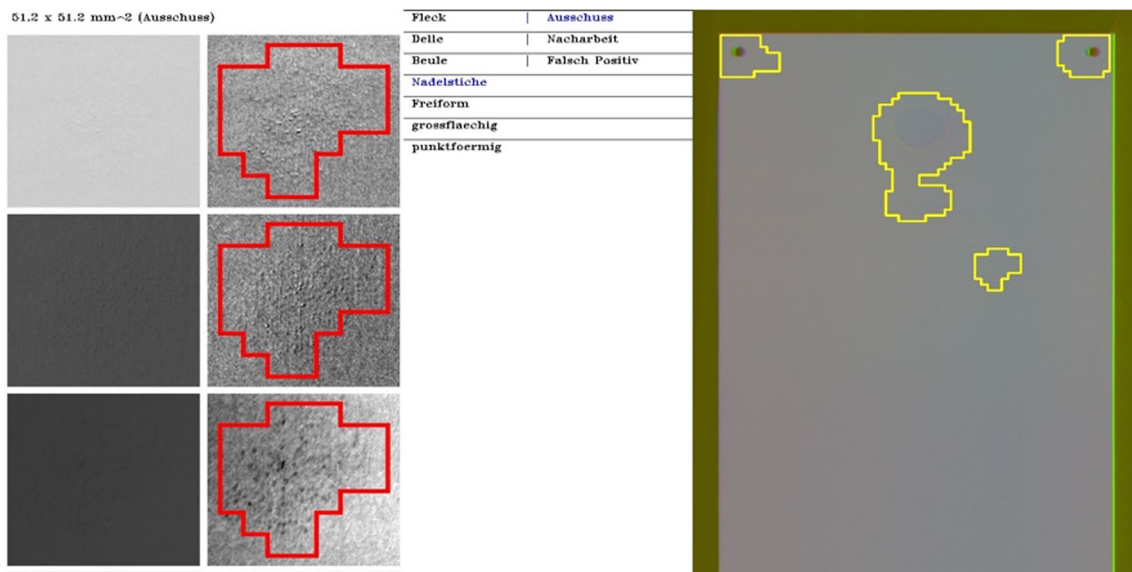 51.2 x 51.2 mm~2 (Ausschuss)
Fleck | Ausschuss
Delle | Nacharbeit
Beule | Falsch Positiv
Nadelstiche
Freiform
grossflaechig
punktfoermig